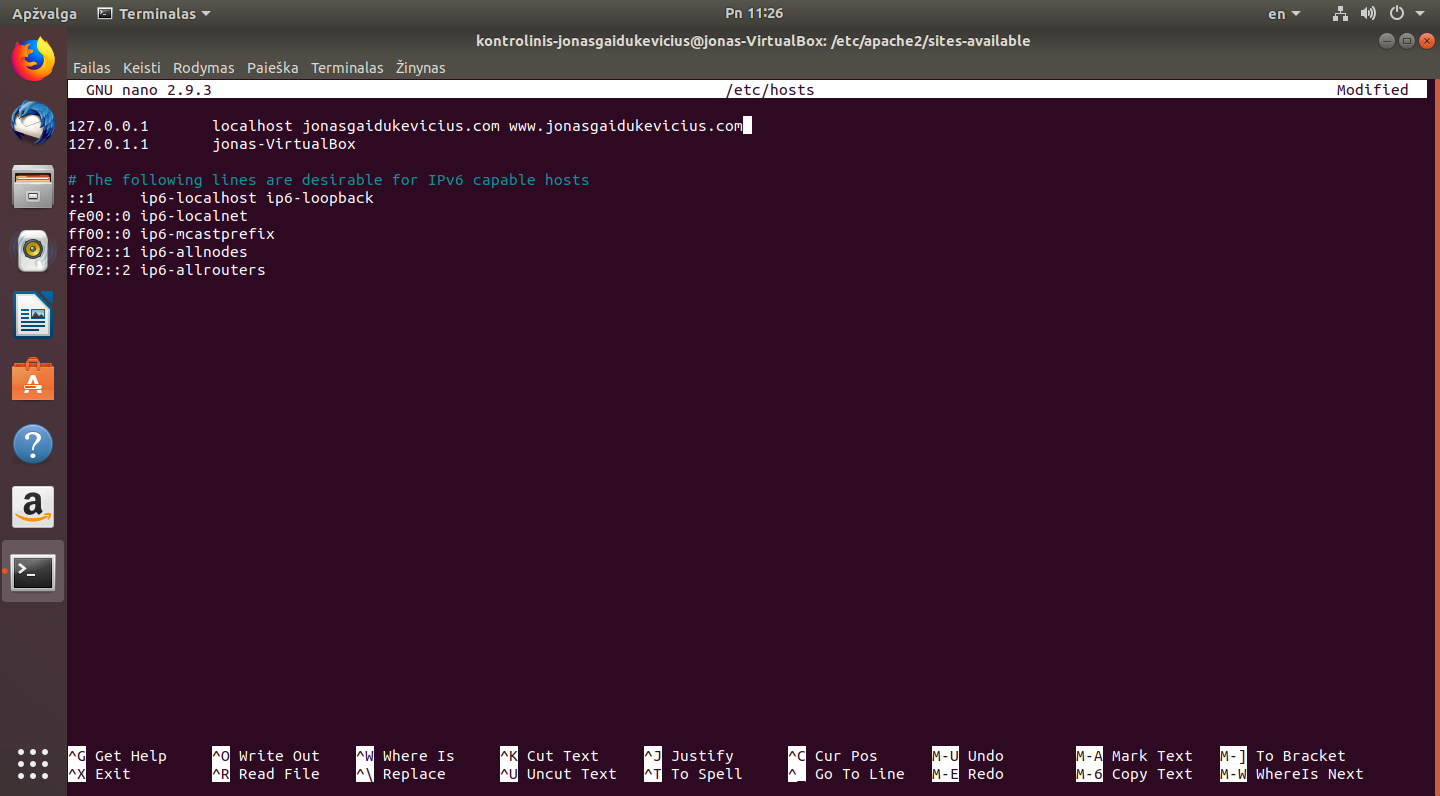 Apžvalga Terminalas Pn 11:26 en
kontrolinis-jonasgaidukevicius@jonas-VirtualBox: /etc/apache2/sites-available
Failas Keisti Rodymas Paieška Terminalas Žinynas
GNU nano 2.9.3 /etc/hosts Modified
127.0.0.1 localhost jonasgaidukevicius.com www.jonasgaidukevicius.com
127.0.1.1 jonas-VirtualBox
# The following lines are desirable for IPv6 capable hosts
::1 ip6-localhost ip6-loopback
fe00::0 ip6-localnet
ff00::0 ip6-mcastprefix
ff02::1 ip6-allnodes
ff02::2 ip6-allrouters
^G Get Help ^O Write Out ^W Where Is ^K Cut Text ^J Justify ^C Cur Pos M-U Undo M-A Mark Text M-] To Bracket
^X Exit ^R Read File ^\ Replace ^U Uncut Text ^T To Spell ^_ Go To Line M-E Redo M-6 Copy Text M-W WhereIs Next